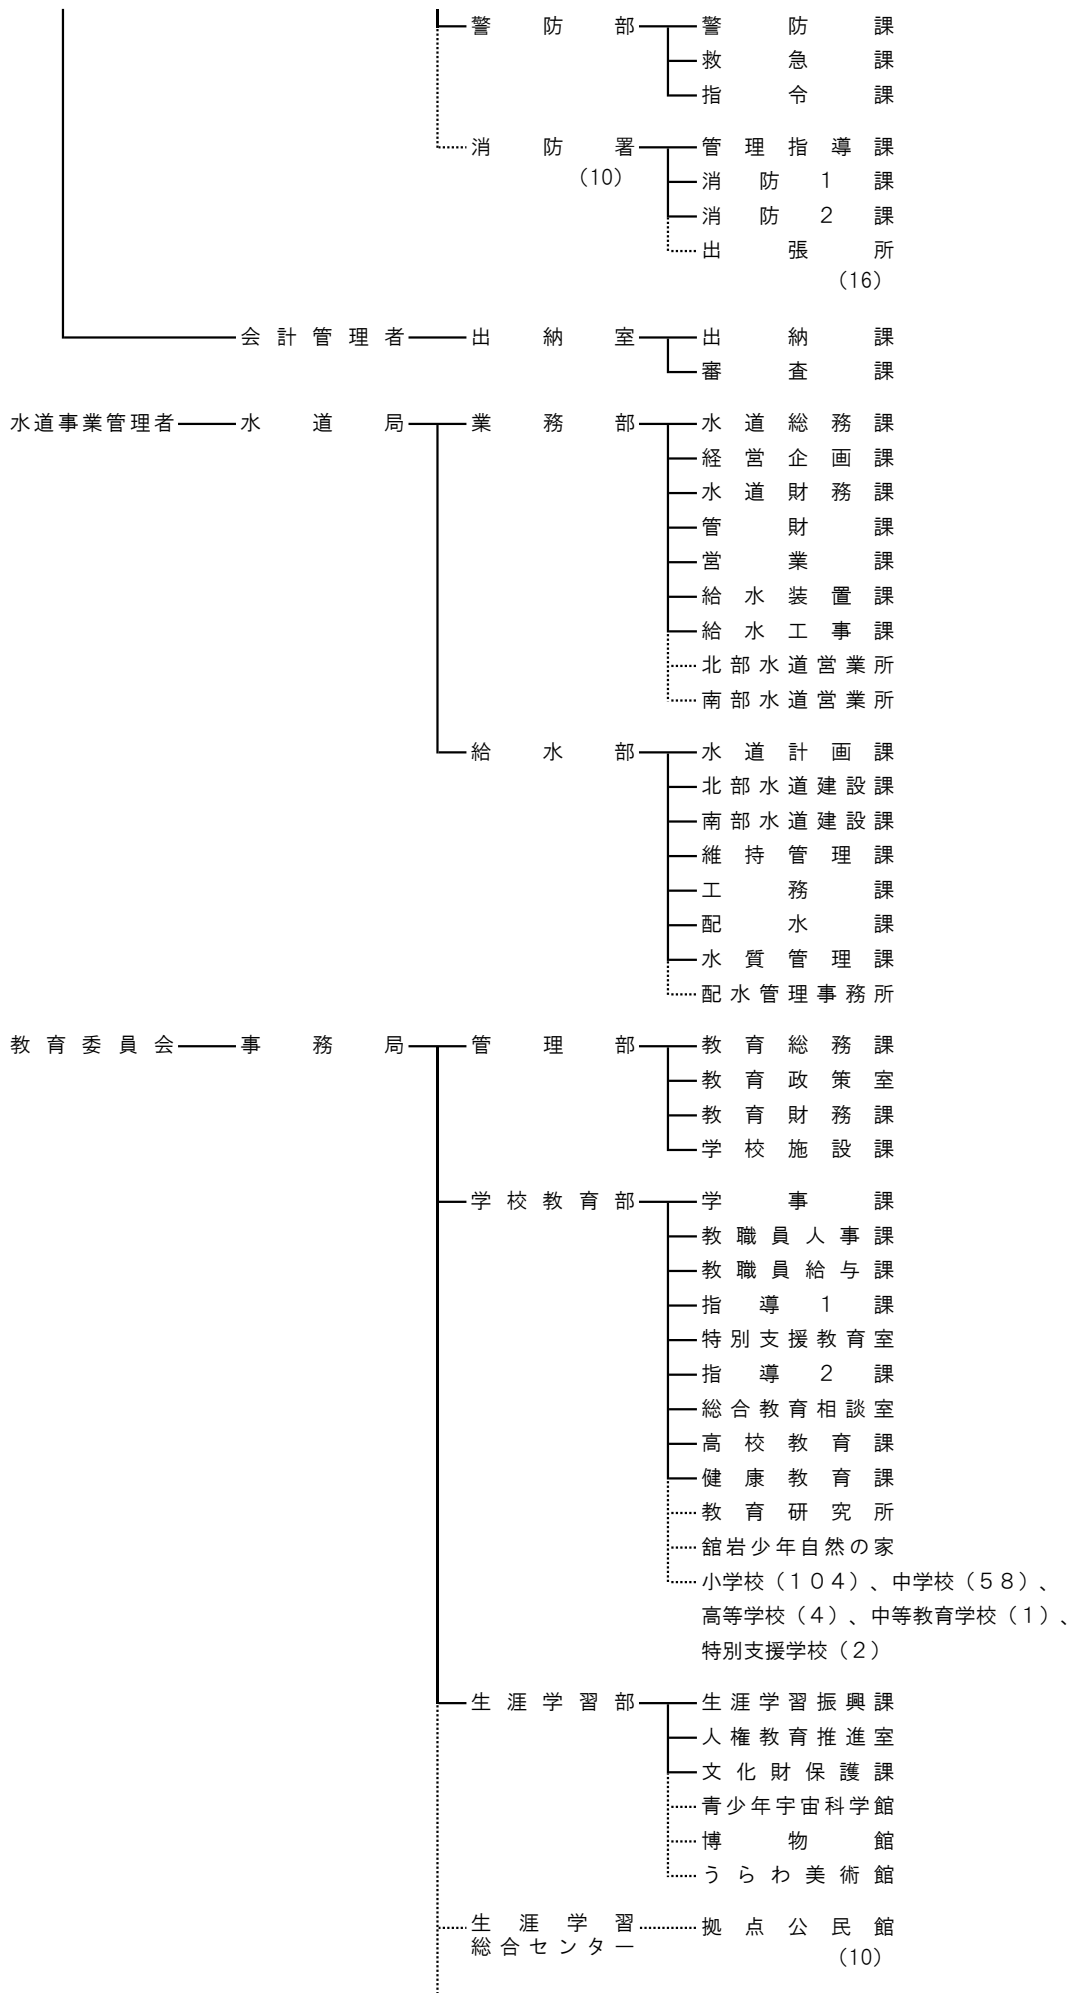 警防部 警防課
救急課
指令課
消防署 管理指導課
(10) 消防1課
消防2課
出張所
(16)
会計管理者 出納室 出納課
審査課
水道事業管理者 水道局 業務部 水道総務課
経営企画課
水道財務課
管財課
営業課
給水装置課
給水工事課
北部水道営業所
南部水道営業所
給水部 水道計画課
北部水道建設課
南部水道建設課
維持管理課
工務課
配水課
水質管理課
配水管理事務所
教育委員会 事務局 管理部 教育総務課
教育政策室
教育財務課
学校施設課
学校教育部 学事課
教職員人事課
教職員給与課
指導1課
特別支援教育室
指導2課
総合教育相談室
高校教育課
健康教育課
教育研究所
舘岩少年自然の家
小学校（１０４）、中学校（５８）、
高等学校（４）、中等教育学校（１）、
特別支援学校（２）
生涯学習部 生涯学習振興課
人権教育推進室
文化財保護課
青少年宇宙科学館
博物館
うらわ美術館
生涯学習 拠点公民館
総合センター (10)